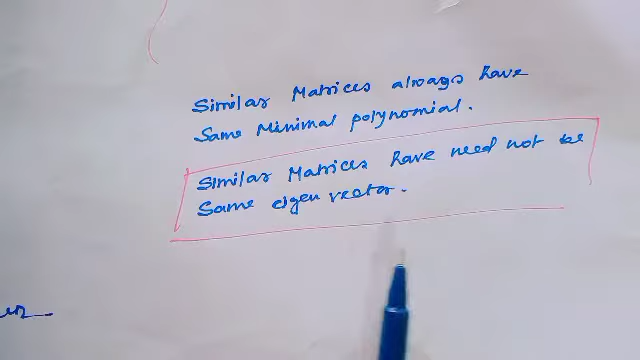 Similar Matrices always have
Same Minimal polynomial.
Similar Matrices have need not be
Same eigen vector.